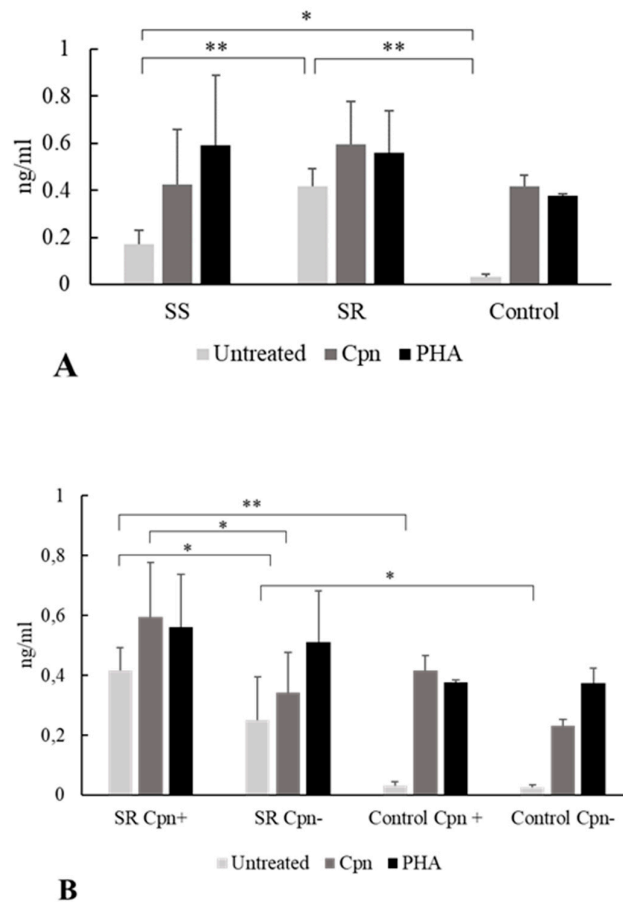 *
** **
1
0.8
0.6
0.4
0.2
0
ng/ml
SS SR Control
Untreated Cpn PHA
A
1
0,8
0,6
0,4
0,2
0
ng/ml
**
*
*
*
SR Cpn+ SR Cpn- Control Cpn + Control Cpn-
Untreated Cpn PHA
B